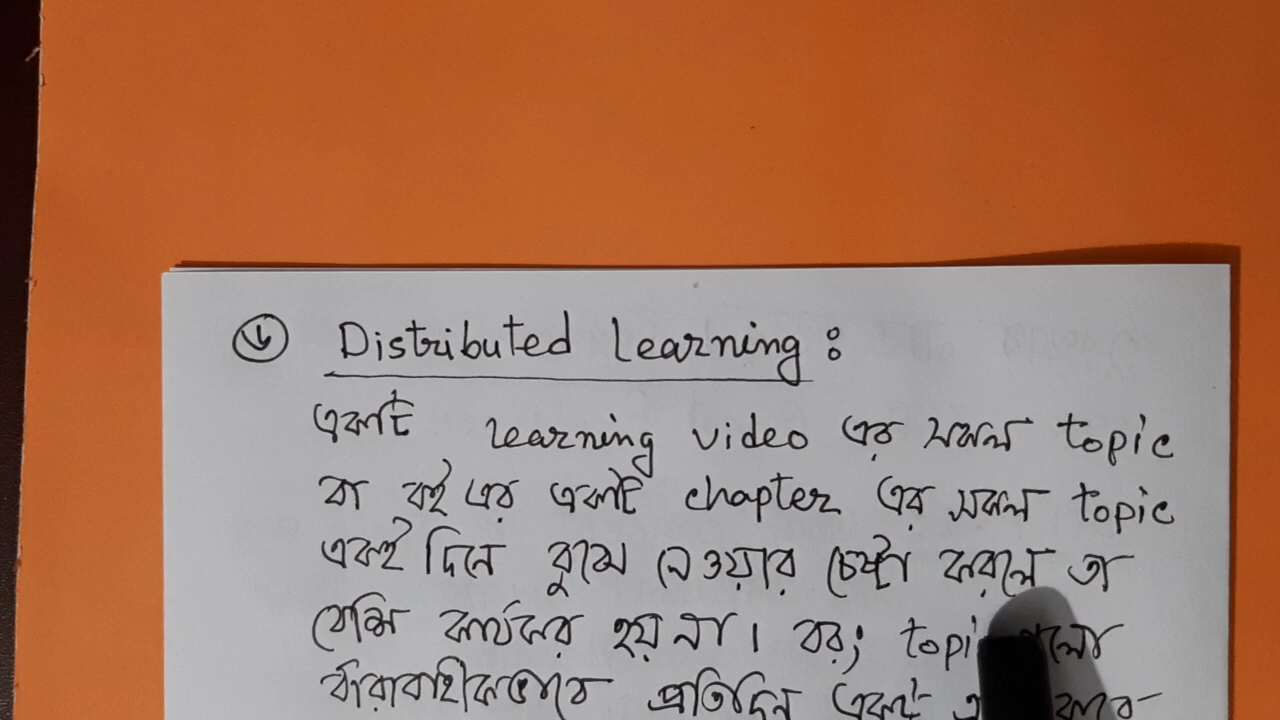 ৬ Distributed Learning :
একটি learning video এর সকল topic
বা বই এর একটি chapter এর সকল topic
একই দিনে বুঝে নেওয়ার চেষ্টা করলে তা
বেশি কার্যকর হয় না। বরং topic গুলো
ধারাবাহিকভাবে প্রতিদিন একটু